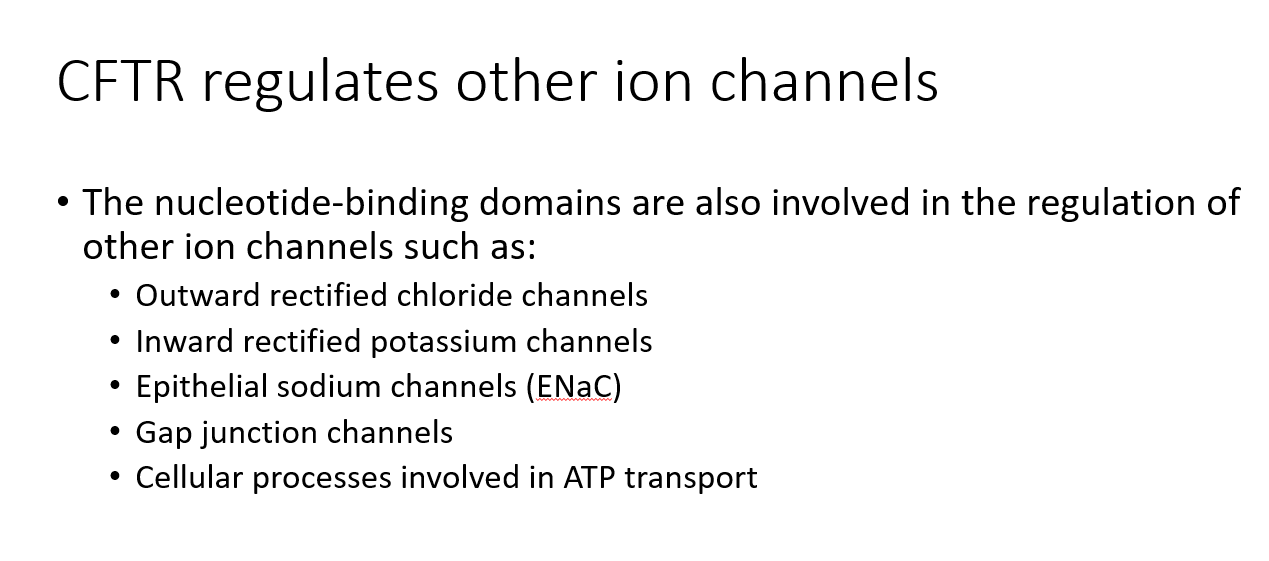 CFTR regulates other ion channels
• The nucleotide-binding domains are also involved in the regulation of
other ion channels such as:
• Outward rectified chloride channels
• Inward rectified potassium channels
• Epithelial sodium channels (ENaC)
• Gap junction channels
• Cellular processes involved in ATP transport